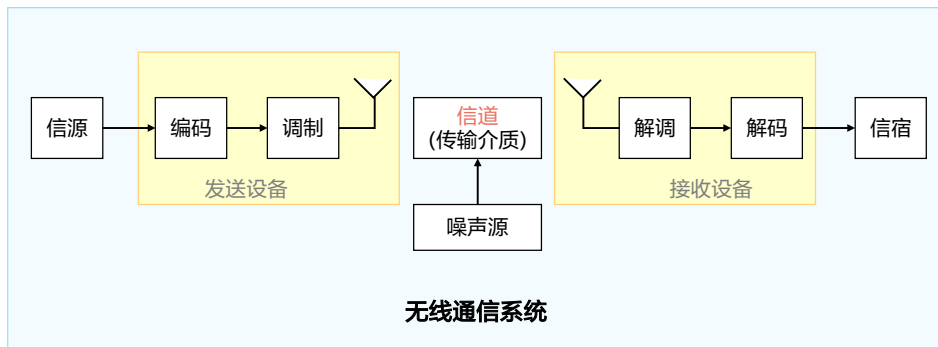 信源
编码
调制
发送设备
信道
(传输介质)
噪声源
解调
解码
接收设备
信宿
无线通信系统